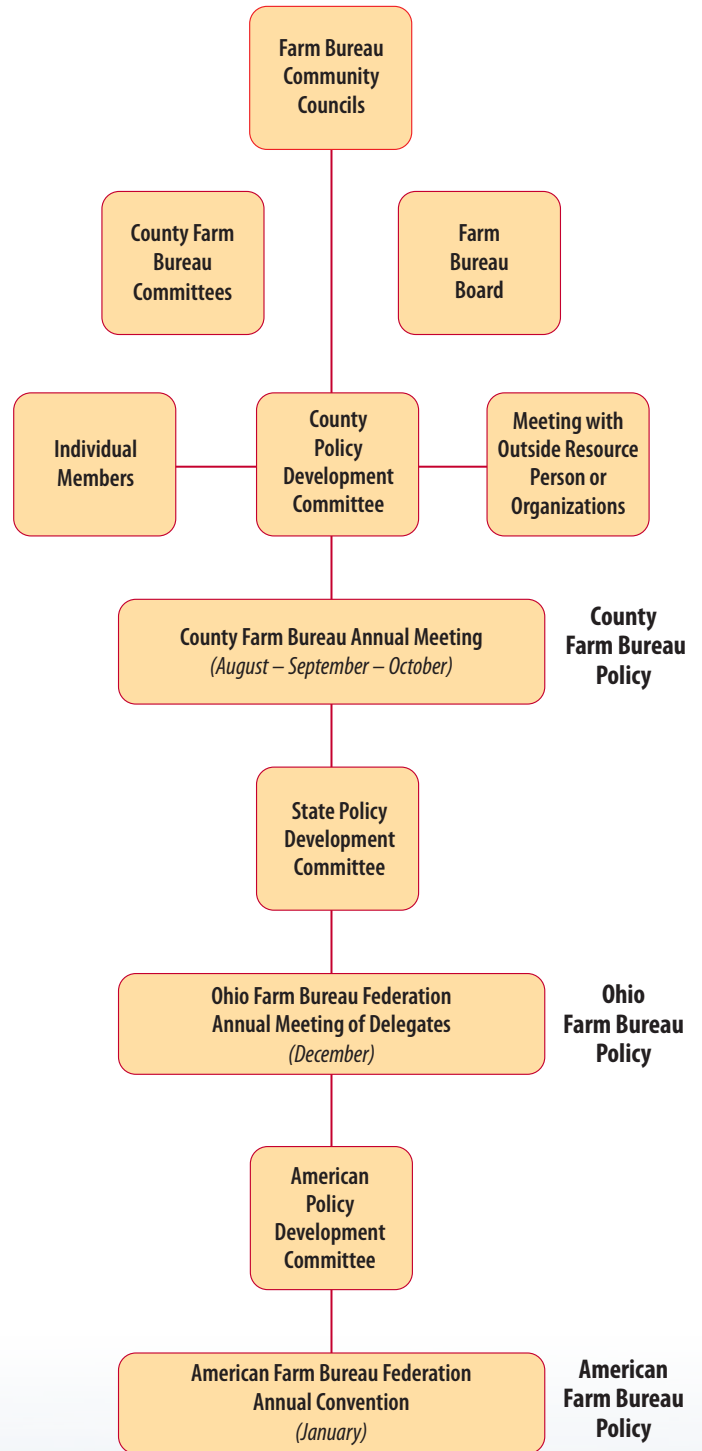 Farm Bureau
Community
Councils
County Farm
Bureau
Committees
Farm
Bureau
Board
Individual
Members
County
Policy
Development
Committee
Meeting with
Outside Resource
Person or
Organizations
County Farm Bureau Annual Meeting
(August – September – October)
County
Farm Bureau
Policy
State Policy
Development
Committee
Ohio Farm Bureau Federation
Annual Meeting of Delegates
(December)
Ohio
Farm Bureau
Policy
American
Policy
Development
Committee
American Farm Bureau Federation
Annual Convention
(January)
American
Farm Bureau
Policy